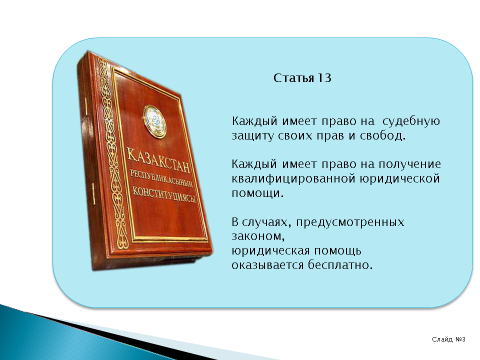 Статья 13
Каждый имеет право на судебную
защиту своих прав и свобод.
Каждый имеет право на получение
квалифицированной юридической
помощи.
В случаях, предусмотренных
законом,
юридическая помощь
оказывается бесплатно.
ҚАЗАҚСТАН
РЕСПУБЛИКАСЫНЫҢ
КОНСТИТУЦИЯСЫ
Слайд №3